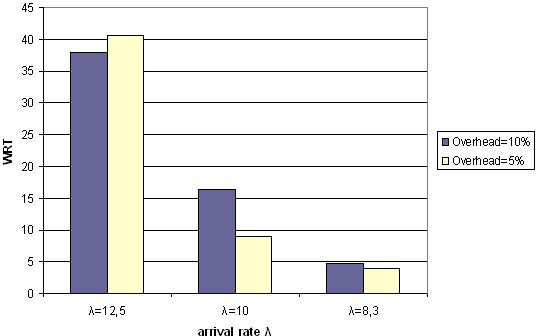 45
40
35
30
25
20
15
10
5
0
WRT
λ=12,5 λ=10 λ=8,3
arrival rate λ
Overhead=10%
Overhead=5%